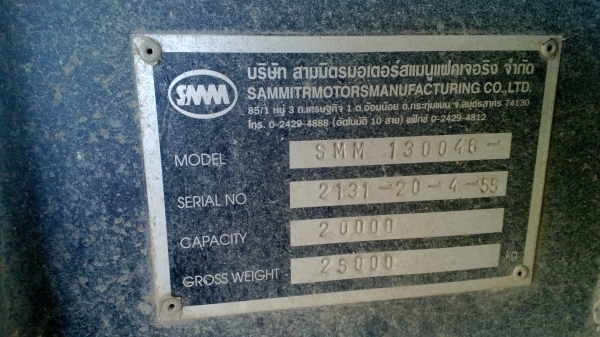 บริษัท สามมิตรมอเตอร์สแมนูแฟคเจอริง จำกัด
SMM SAMMITRMOTORSMANUFACTURING CO.,LTD.
85/1 หมู่ 3 ถ.เศรษฐกิจ 1 ต.อ้อมน้อย อ.กระทุ่มแบน จ.สมุตรสาคร 74130
โทร. 0-2429-4888 (อัตโนมัติ 10 สาย) แฟ็กซ์ 0-2429-4812
MODEL SMM 130046-
SERIAL NO 2131-20-4-55
CAPACITY 20000
GROSS WEIGHT 25000 kg